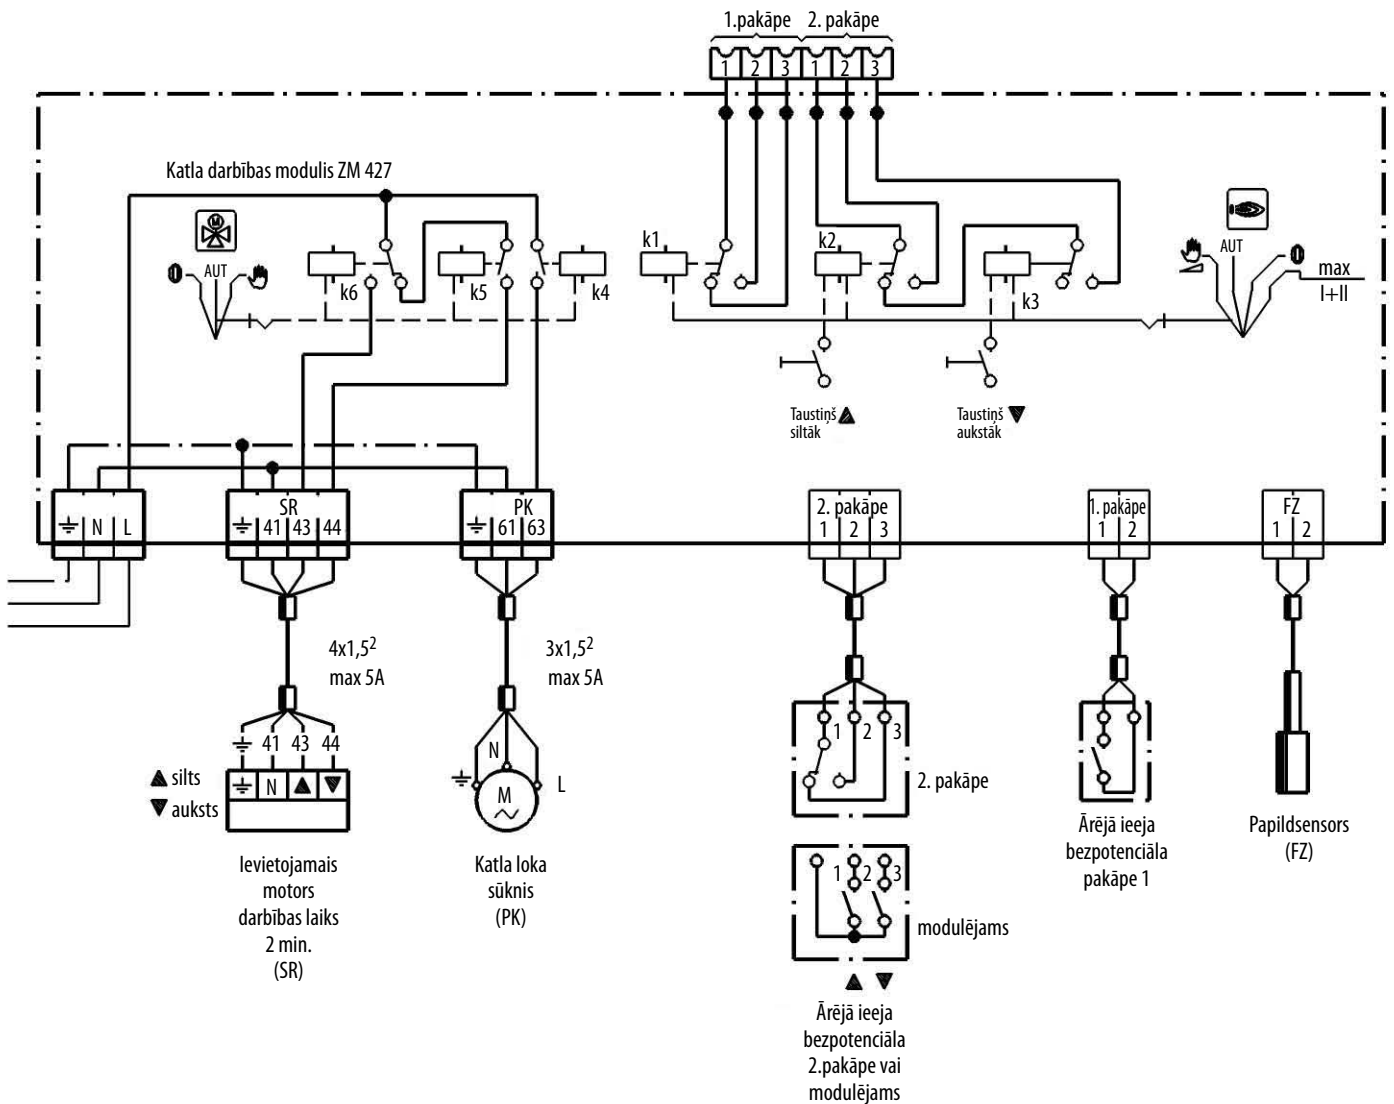 1.pakāpe 2. pakāpe
1 2 3 1 2 3
Katla darbības modulis ZM 427
M
0 AUT
k6 k5 k4
k1 k2 k3
AUT 0
max
I+II
Taustiņš
siltāk
Taustiņš
aukstāk
N L
SR
41 43 44
PK
61 63
2. pakāpe
1 2 3
1. pakāpe
1 2
FZ
1 2
4x1,5²
max 5A
3x1,5²
max 5A
41 43 44
N
silts
auksts
N
L
M
1 2 3
2. pakāpe
1 2 3
modulējams
Ievietojamais
motors
darbības laiks
2 min.
(SR)
Katla loka
sūknis
(PK)
Ārējā ieeja
bezpotenciāla
2.pakāpe vai
modulējams
Ārējā ieeja
bezpotenciāla
pakāpe 1
Papildsensors
(FZ)